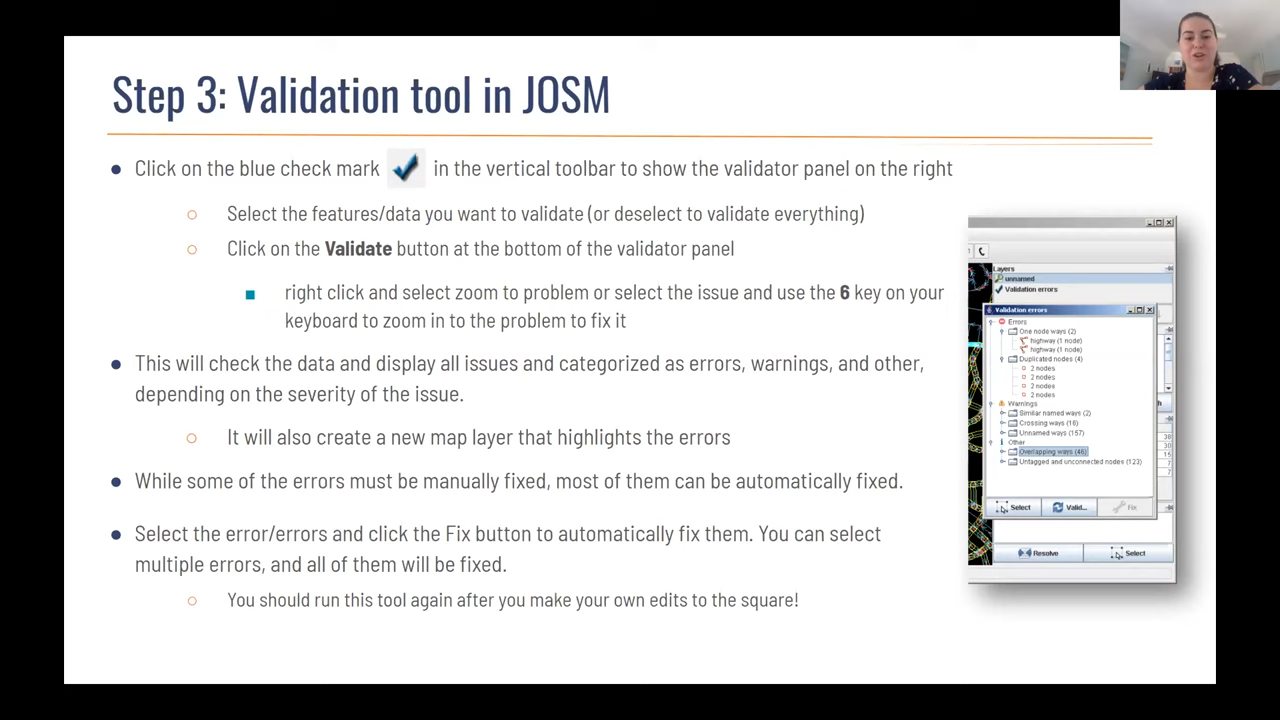 Step 3: Validation tool in JOSM
Click on the blue check mark in the vertical toolbar to show the validator panel on the right
Select the features/data you want to validate (or deselect to validate everything)
Click on the Validate button at the bottom of the validator panel
right click and select zoom to problem or select the issue and use the 6 key on your
keyboard to zoom in to the problem to fix it
This will check the data and display all issues and categorized as errors, warnings, and other,
depending on the severity of the issue.
It will also create a new map layer that highlights the errors
While some of the errors must be manually fixed, most of them can be automatically fixed.
Select the error/errors and click the Fix button to automatically fix them. You can select
multiple errors, and all of them will be fixed.
You should run this tool again after you make your own edits to the square!
Layers
unnamed
Validation errors
Validation errors
Errors
One node ways (2)
highway (1 node)
highway (1 node)
Duplicated nodes (4)
2 nodes
2 nodes
2 nodes
2 nodes
Warnings
Similar named ways (2)
Crossing ways (16)
Unnamed ways (157)
Other
Overlapping ways (46)
Untagged and unconnected nodes (123)
Select Valid... Fix
38
30
15
7
7
Resolve Select